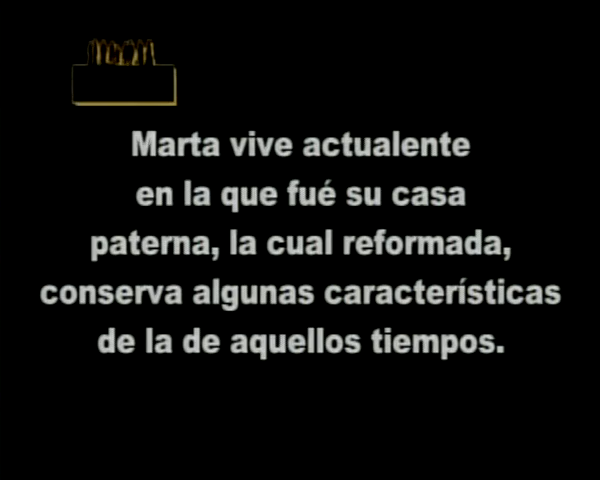 Marta vive actualente
en la que fué su casa
paterna, la cual reformada,
conserva algunas características
de la de aquellos tiempos.